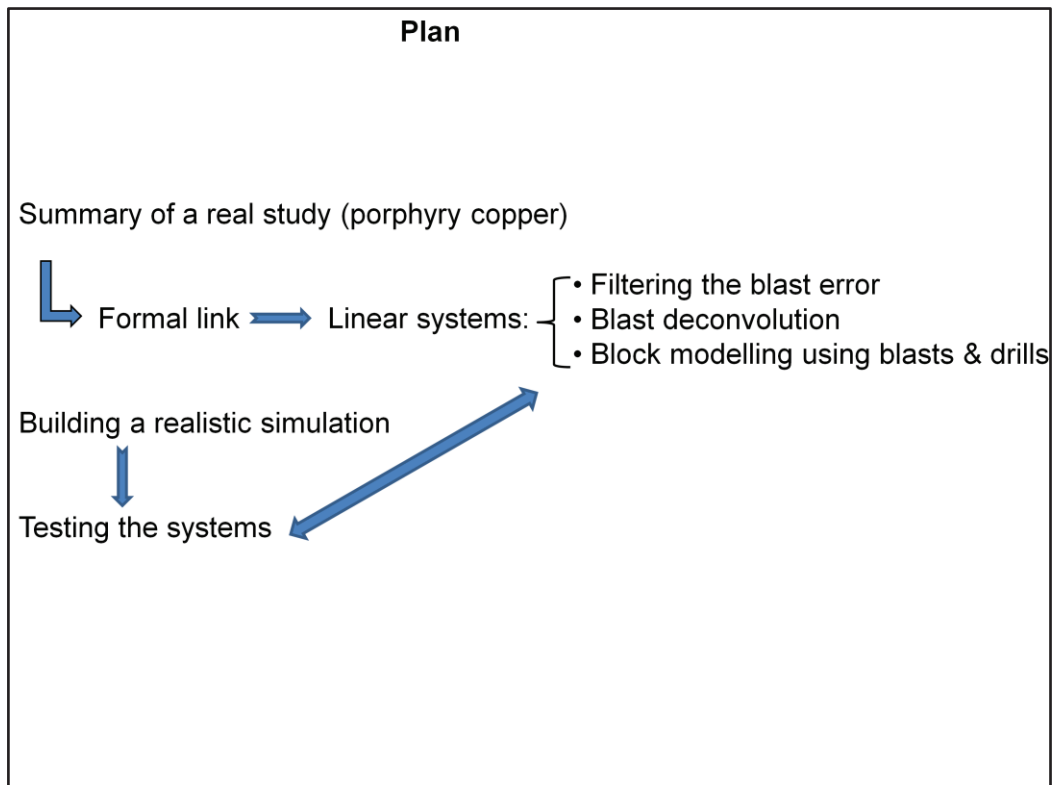 Plan
Summary of a real study (porphyry copper)
Formal link
Linear systems:
• Filtering the blast error
• Blast deconvolution
• Block modelling using blasts & drills
Building a realistic simulation
Testing the systems